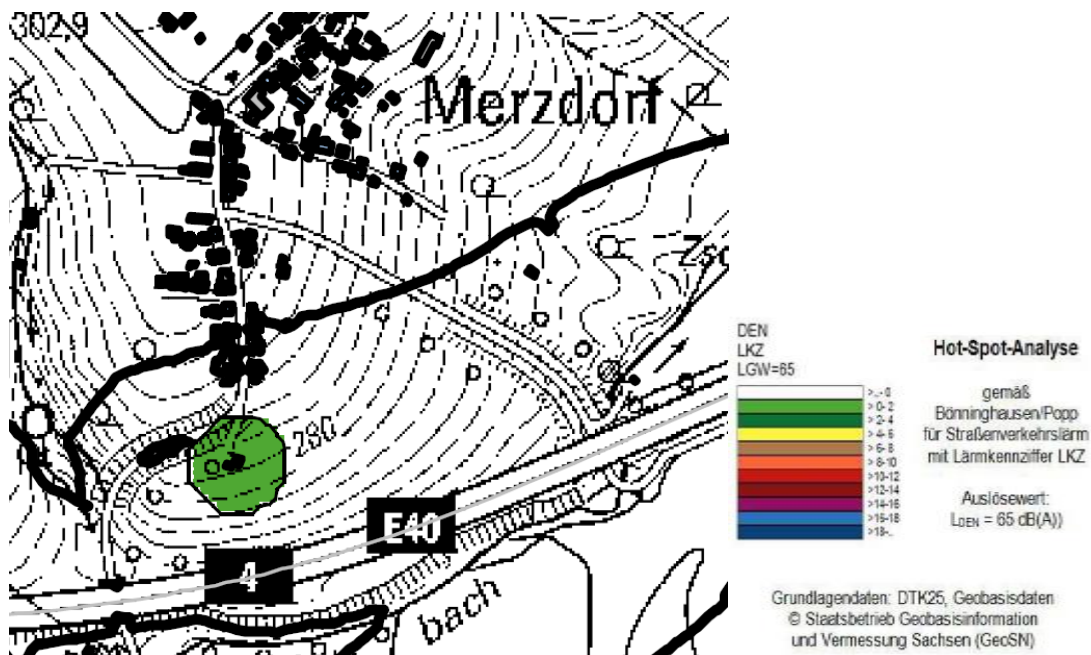 302,9
Merzdorf
Zsc
280
E40
4
bach
DEN
LKZ
LGW=65
>..- 0
> 0- 2
> 2- 4
> 4- 6
> 6- 8
> 8-10
>10-12
>12-14
>14-16
>16-18
>18-..
Hot-Spot-Analyse
gemäß
Bönninghausen/Popp
für Straßenverkehrslärm
mit Lärmkennziffer LKZ
Auslösewert:
LDEN = 65 dB(A))
Grundlagendaten: DTK25, Geobasisdaten
© Staatsbetrieb Geobasisinformation
und Vermessung Sachsen (GeoSN)